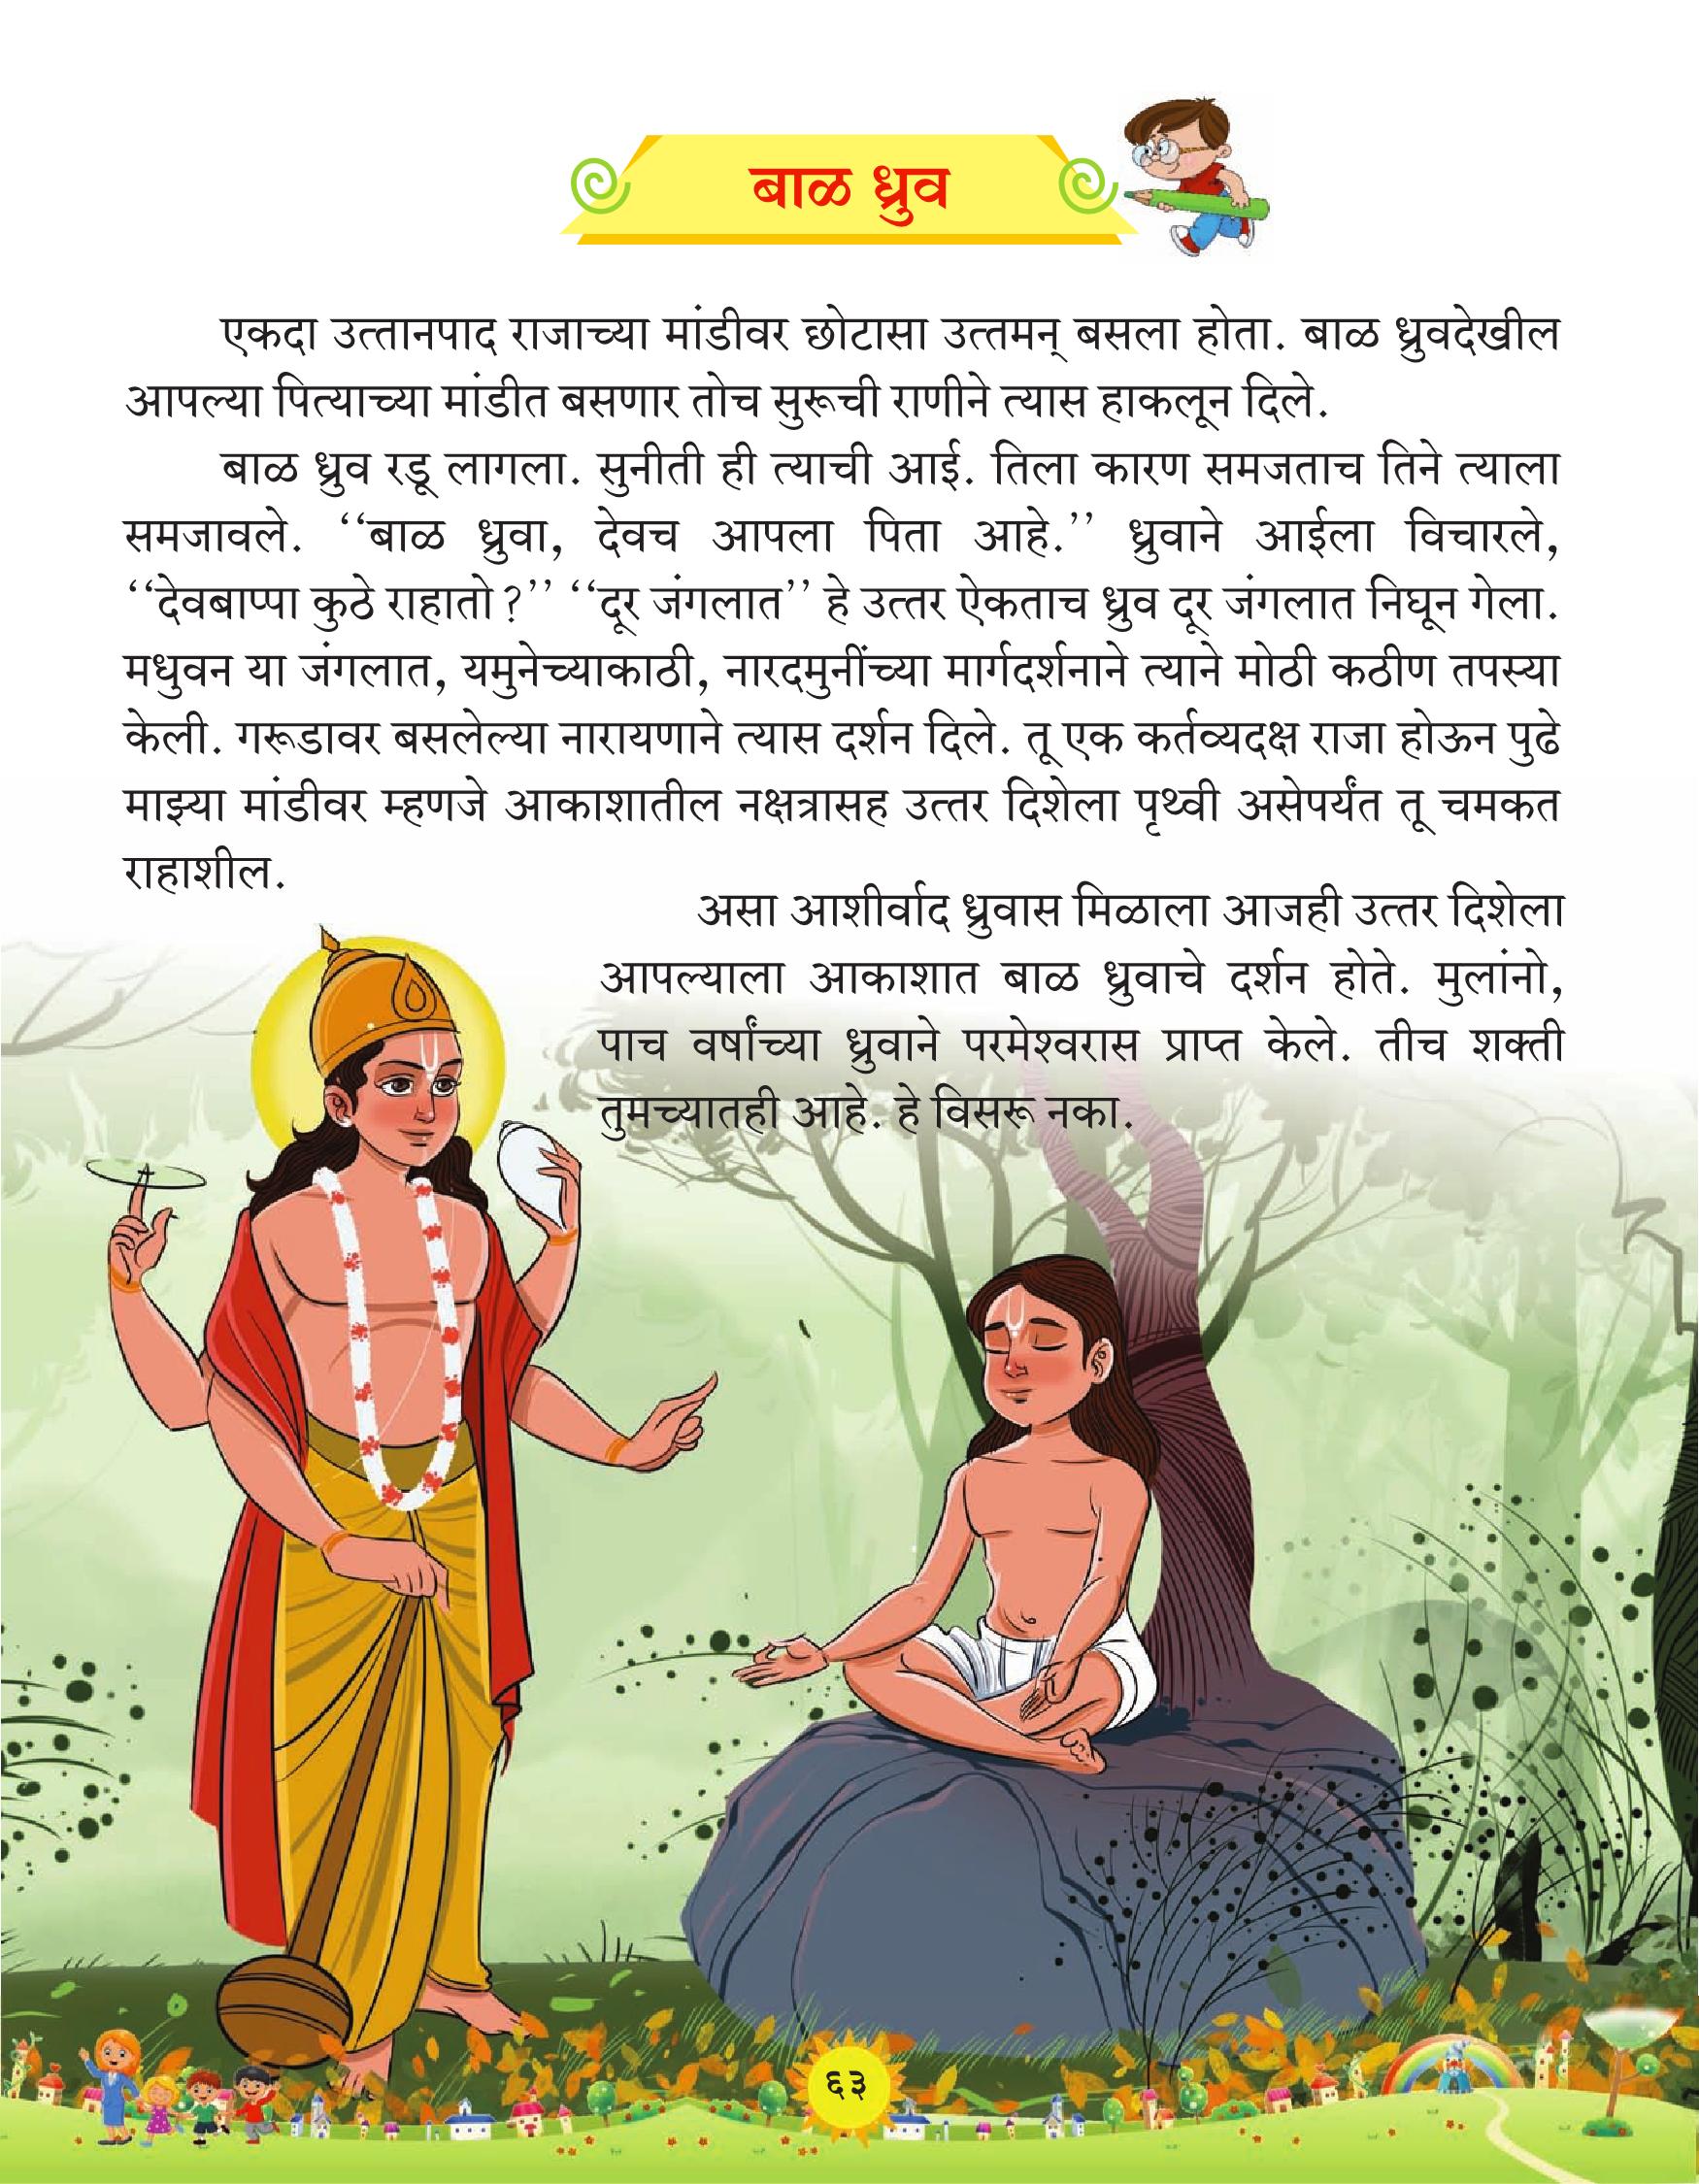 बाळ ध्रुव
एकदा उत्तानपाद राजाच्या मांडीवर छोटासा उत्तमन् बसला होता. बाळ ध्रुवदेखील
आपल्या पित्याच्या मांडीत बसणार तोच सुरूची राणीने त्यास हाकलून दिले.
बाळ ध्रुव रडू लागला. सुनीती ही त्याची आई. तिला कारण समजताच तिने त्याला
समजावले. ‘‘बाळ ध्रुवा, देवच आपला पिता आहे.’’ ध्रुवाने आईला विचारले,
‘‘देवबाप्पा कुठे राहातो?’’ ‘‘दूर जंगलात’’ हे उत्तर ऐकताच ध्रुव दूर जंगलात निघून गेला.
मधुवन या जंगलात, यमुनेच्याकाठी, नारदमुनींच्या मार्गदर्शनाने त्याने मोठी कठीण तपस्या
केली. गरूडावर बसलेल्या नारायणाने त्यास दर्शन दिले. तू एक कर्तव्यदक्ष राजा होऊन पुढे
माझ्या मांडीवर म्हणजे आकाशातील नक्षत्रासह उत्तर दिशेला पृथ्वी असेपर्यंत तू चमकत
राहाशील.
असा आशीर्वाद ध्रुवास मिळाला आजही उत्तर दिशेला
आपल्याला आकाशात बाळ ध्रुवाचे दर्शन होते. मुलांनो,
पाच वर्षांच्या ध्रुवाने परमेश्वरास प्राप्त केले. तीच शक्ती
तुमच्यातही आहे. हे विसरू नका.
६३